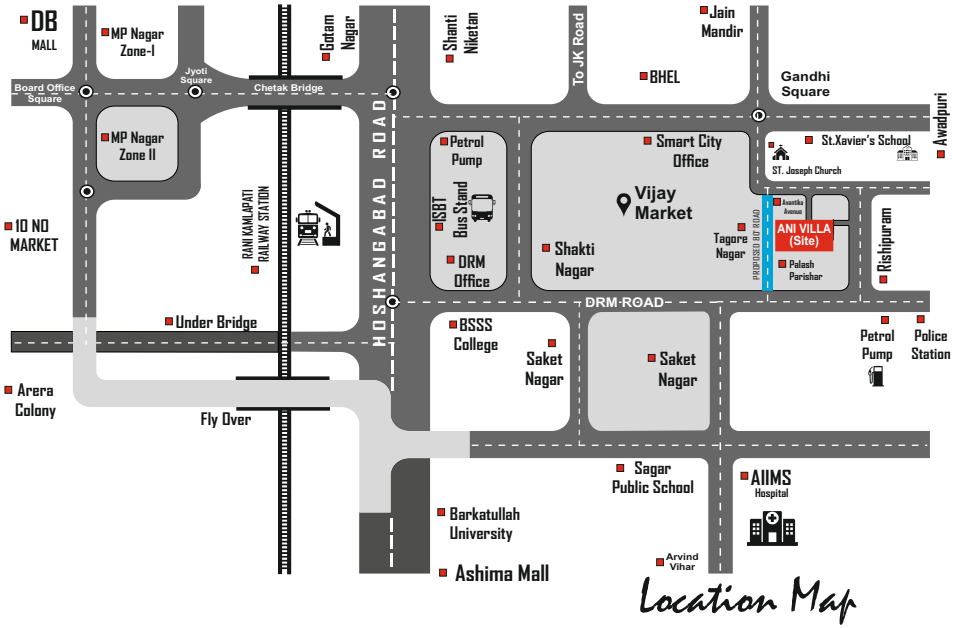 DB
MALL
MP Nagar
Zone-I
Gotam
Nagar
Shanti
Niketan
To JK Road
Jain
Mandir
BHEL
Gandhi
Square
Board Office
Square
Jyoti
Square
Chetak Bridge
HOSHANGABAD ROAD
MP Nagar
Zone II
Petrol
Pump
Smart City
Office
St.Xavier's School
ST. Joseph Church
Awadpuri
10 NO
MARKET
RANI KAMLAPATI
RAILWAY STATION
ISBT
Bus Stand
DRM
Office
Vijay
Market
Shakti
Nagar
Tagore
Nagar
PROPOSED 80' ROAD
Avantika
Avenue
ANI VILLA
(Site)
Palash
Parishar
Rishipuram
DRM ROAD
Under Bridge
BSSS
College
Saket
Nagar
Saket
Nagar
Petrol
Pump
Police
Station
Arera
Colony
Fly Over
Sagar
Public School
AIIMS
Hospital
Barkatullah
University
Ashima Mall
Arvind
Vihar
Location Map